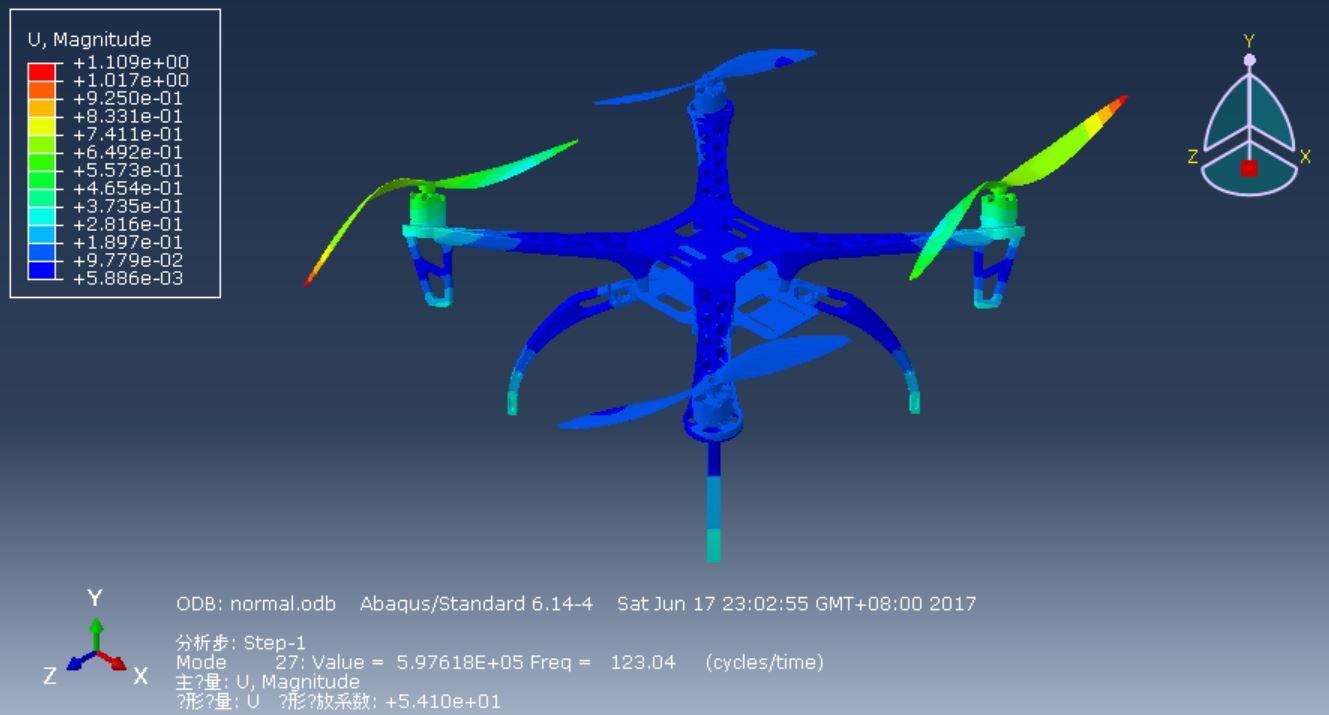 U, Magnitude
+1.109e+00
+1.017e+00
+9.250e-01
+8.331e-01
+7.411e-01
+6.492e-01
+5.573e-01
+4.654e-01
+3.735e-01
+2.816e-01
+1.897e-01
+9.779e-02
+5.886e-03
Y
Z
X
Y
Z
X
ODB: normal.odb Abaqus/Standard 6.14-4 Sat Jun 17 23:02:55 GMT+08:00 2017
分析步: Step-1
Mode 27: Value = 5.97618E+05 Freq = 123.04 (cycles/time)
主?量: U, Magnitude
?形?量: U ?形?放系数: +5.410e+01